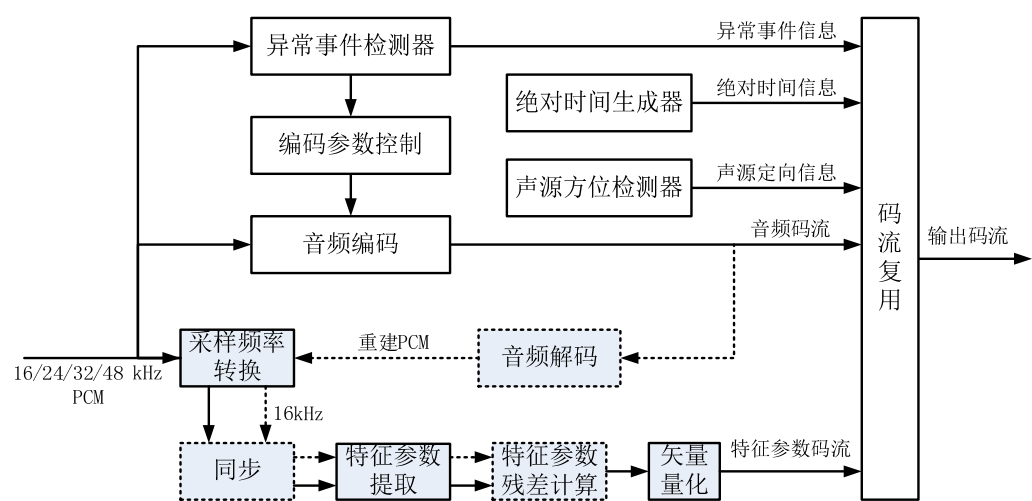 异常事件检测器
异常事件信息
绝对时间生成器
绝对时间信息
编码参数控制
声源方位检测器
声源定向信息
音频编码
音频码流
码
流
复
用
输出码流
采样频率
转换
重建PCM
音频解码
16/24/32/48 kHz
PCM
16kHz
同步
特征参数
提取
特征参数
残差计算
矢量
量化
特征参数码流